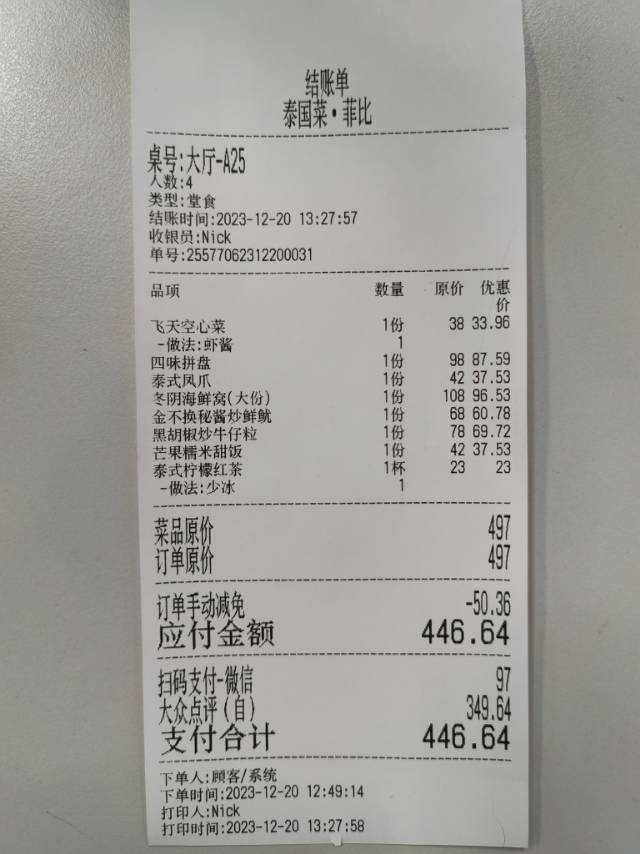 结账单
泰国菜·菲比
桌号:大厅-A25
人数:4
类型:堂食
结账时间:2023-12-20 13:27:57
收银员:Nick
单号:25577062312200031
品项 数量 原价 优惠价
飞天空心菜 1份 38 33.96
-做法:虾酱 1
四味拼盘 1份 98 87.59
泰式凤爪 1份 42 37.53
冬阴海鲜窝(大份) 1份 108 96.53
金不换秘酱炒鲜鱿 1份 68 60.78
黑胡椒炒牛仔粒 1份 78 69.72
芒果糯米甜饭 1份 42 37.53
泰式柠檬红茶 1杯 23 23
-做法:少冰 1
菜品原价 497
订单原价 497
订单手动减免 -50.36
应付金额 446.64
扫码支付-微信 97
大众点评(自) 349.64
支付合计 446.64
下单人:顾客/系统
下单时间:2023-12-20 12:49:14
打印人:Nick
打印时间:2023-12-20 13:27:58